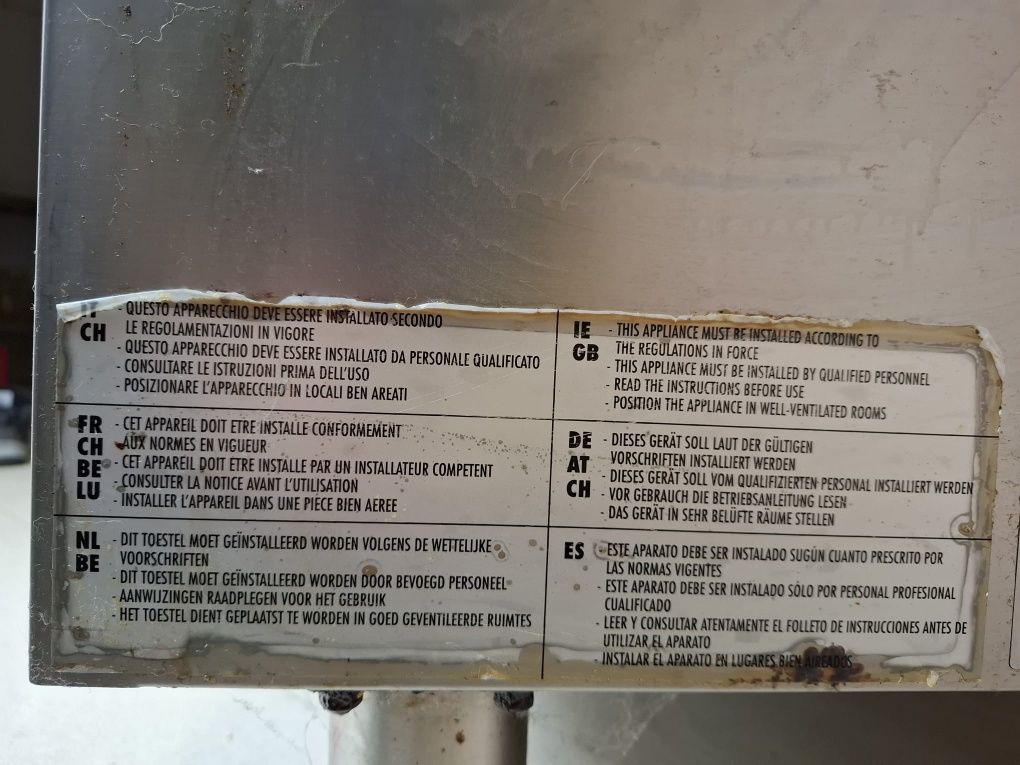 IT - QUESTO APPARECCHIO DEVE ESSERE INSTALLATO SECONDO
CH LE REGOLAMENTAZIONI IN VIGORE
- QUESTO APPARECCHIO DEVE ESSERE INSTALLATO DA PERSONALE QUALIFICATO
- CONSULTARE LE ISTRUZIONI PRIMA DELL'USO
- POSIZIONARE L'APPARECCHIO IN LOCALI BEN AREATI
IE - THIS APPLIANCE MUST BE INSTALLED ACCORDING TO
GB THE REGULATIONS IN FORCE
- THIS APPLIANCE MUST BE INSTALLED BY QUALIFIED PERSONNEL
- READ THE INSTRUCTIONS BEFORE USE
- POSITION THE APPLIANCE IN WELL-VENTILATED ROOMS
FR - CET APPAREIL DOIT ETRE INSTALLE CONFORMEMENT
CH AUX NORMES EN VIGUEUR
BE - CET APPAREIL DOIT ETRE INSTALLE PAR UN INSTALLATEUR COMPETENT
LU - CONSULTER LA NOTICE AVANT L'UTILISATION
- INSTALLER L'APPAREIL DANS UNE PIECE BIEN AEREE
DE - DIESES GERÄT SOLL LAUT DER GÜLTIGEN
AT VORSCHRIFTEN INSTALLIERT WERDEN
CH - DIESES GERÄT SOLL VOM QUALIFIZIERTEN PERSONAL INSTALLIERT WERDEN
- VOR GEBRAUCH DIE BETRIEBSANLEITUNG LESEN
- DAS GERÄT IN SEHR BELÜFTE RÄUME STELLEN
NL - DIT TOESTEL MOET GEÏNSTALLEERD WORDEN VOLGENS DE WETTELIJKE
BE VOORSCHRIFTEN
- DIT TOESTEL MOET GEÏNSTALLEERD WORDEN DOOR BEVOEGD PERSONEEL
- AANWIJZINGEN RAADPLEGEN VOOR HET GEBRUIK
- HET TOESTEL DIENT GEPLAATST TE WORDEN IN GOED GEVENTILEERDE RUIMTES
ES - ESTE APARATO DEBE SER INSTALADO SUGÚN CUANTO PRESCRITO POR
LAS NORMAS VIGENTES
- ESTE APARATO DEBE SER INSTALADO SÓLO POR PERSONAL PROFESIONAL
CUALIFICADO
- LEER Y CONSULTAR ATENTAMENTE EL FOLLETO DE INSTRUCCIONES ANTES DE
UTILIZAR EL APARATO
- INSTALAR EL APARATO EN LUGARES BIEN AIREADOS